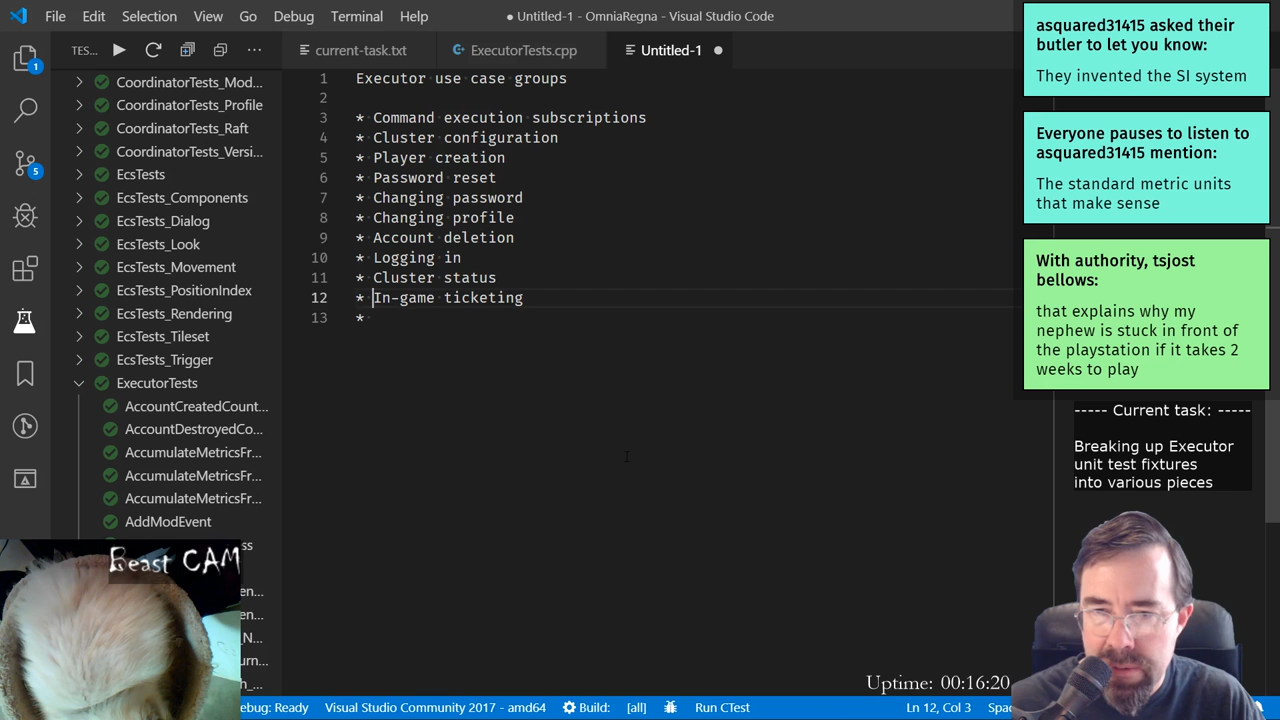 File Edit Selection View Go Debug Terminal Help
● Untitled-1 - OmniaRegna - Visual Studio Code
TES...
current-task.txt
ExecutorTests.cpp
Untitled-1 ●
1
5
CoordinatorTests_Mod...
CoordinatorTests_Profile
CoordinatorTests_Raft
CoordinatorTests_Versi...
EcsTests
EcsTests_Components
EcsTests_Dialog
EcsTests_Look
EcsTests_Movement
EcsTests_PositionIndex
EcsTests_Rendering
EcsTests_Tileset
EcsTests_Trigger
ExecutorTests
AccountCreatedCount...
AccountDestroyedCo...
AccumulateMetricsFr...
AccumulateMetricsFr...
AccumulateMetricsFr...
AddModEvent
1 Executor use case groups
2
3 * Command execution subscriptions
4 * Cluster configuration
5 * Player creation
6 * Password reset
7 * Changing password
8 * Changing profile
9 * Account deletion
10 * Logging in
11 * Cluster status
12 * In-game ticketing
13 *
asquared31415 asked their
butler to let you know:
They invented the SI system
Everyone pauses to listen to
asquared31415 mention:
The standard metric units
that make sense
With authority, tsjost
bellows:
that explains why my
nephew is stuck in front of
the playstation if it takes 2
weeks to play
----- Current task: -----
Breaking up Executor
unit test fixtures
into various pieces
Beast CAM
Uptime: 00:16:20
ebug: Ready
Visual Studio Community 2017 - amd64
Build: [all]
Run CTest
Ln 12, Col 3
Spac